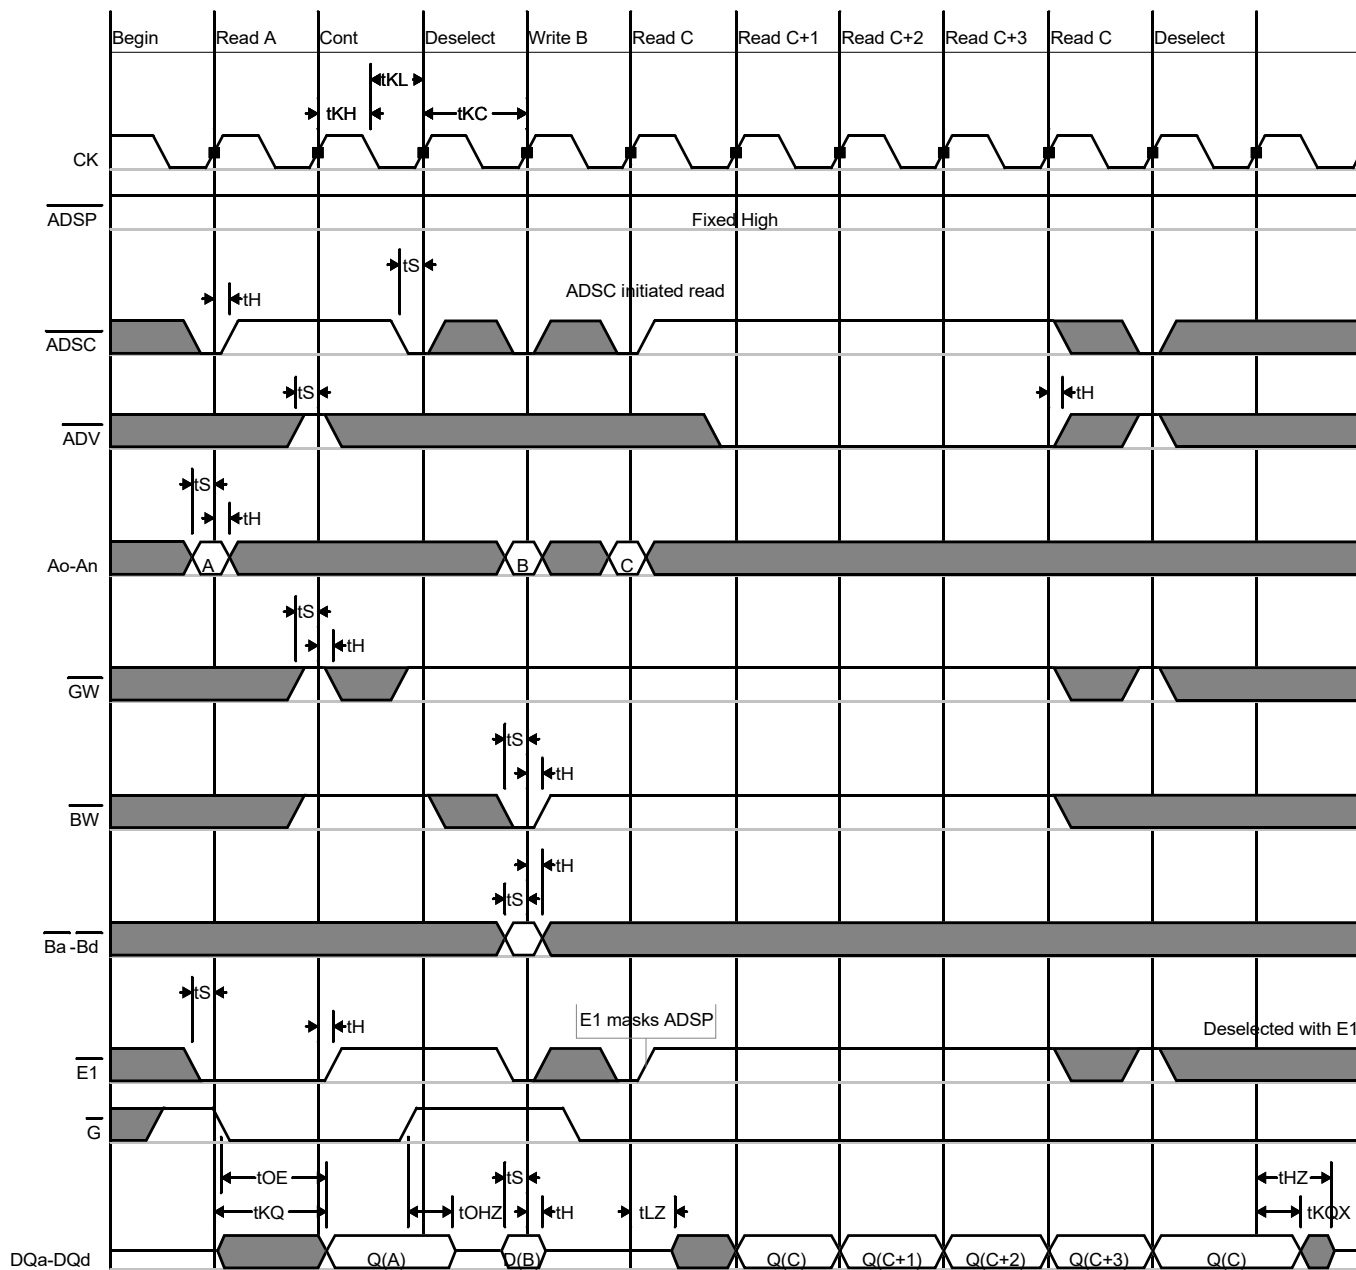 Begin Read A Cont Deselect Write B Read C Read C+1 Read C+2 Read C+3 Read C Deselect
tKL
tKH tKC
CK
ADSP Fixed High
tS
tH ADSC initiated read
ADSC
tS tH
ADV
tS
tH
Ao-An A B C
tS
tH
GW
tS
tH
BW
tH
tS
Ba-Bd
tS
tH E1 masks ADSP Deselected with E1
E1
G
tOE tS tHZ
tKQ tOHZ tH tLZ tKQX
DQa-DQd Q(A) D(B) Q(C) Q(C+1) Q(C+2) Q(C+3) Q(C)